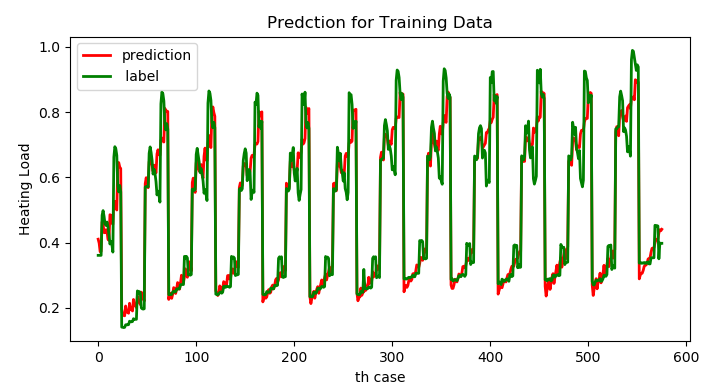 Predction for Training Data
prediction
label
Heating Load
1.0
0.8
0.6
0.4
0.2
0 100 200 300 400 500 600
th case